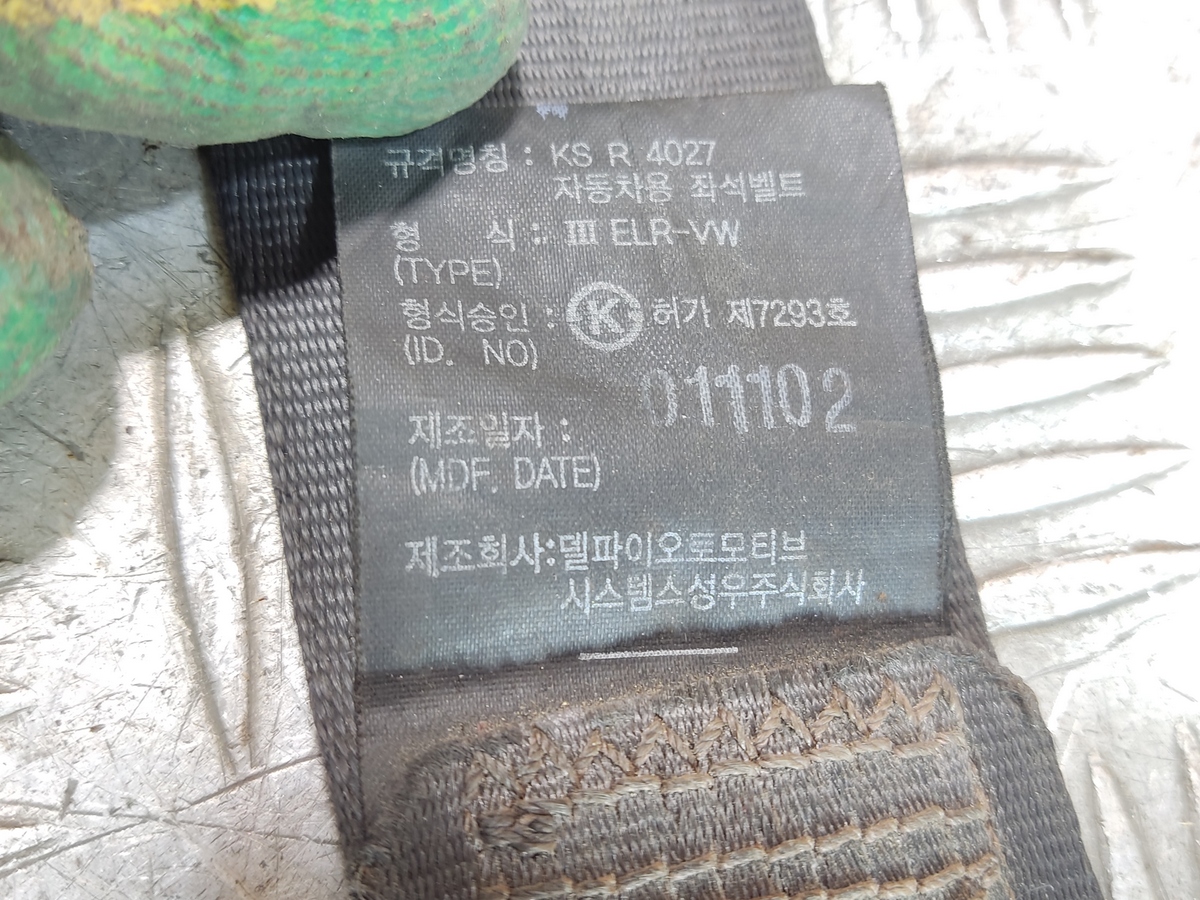 규격명칭 : KS R 4027
자동차용 좌석벨트
형 식 : III ELR-VW
(TYPE)
형식승인 : K 허가 제7293호
(ID. NO)
011102
제조일자 :
(MDF. DATE)
제조회사:델파이오토모티브
시스템스성우주식회사